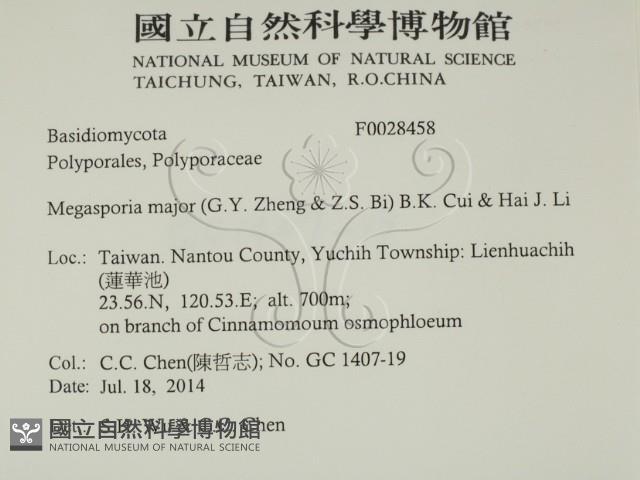 國立自然科學博物館
NATIONAL MUSEUM OF NATURAL SCIENCE
TAICHUNG, TAIWAN, R.O.CHINA
Basidiomycota F0028458
Polyporales, Polyporaceae
Megasporia major (G.Y. Zheng & Z.S. Bi) B.K. Cui & Hai J. Li
Loc.: Taiwan. Nantou County, Yuchih Township: Lienhuachih
(蓮華池)
23.56.N, 120.53.E; alt. 700m;
on branch of Cinnamomoum osmophloeum
Col.: C.C. Chen(陳哲志); No. GC 1407-19
Date: Jul. 18, 2014
Chen
國立自然科學博物館
NATIONAL MUSEUM OF NATURAL SCIENCE